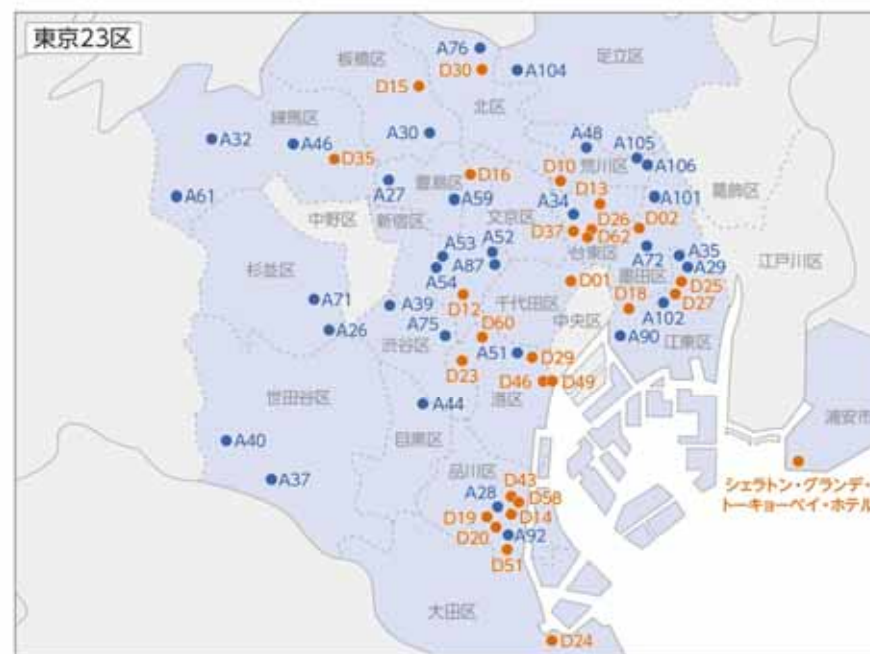 東京23区
A76
足立区
板橋区
D30
A104
D15
北区
練馬区
A32
A46
A30
A48
A105
D35
荒川区
A106
D16
D10
豊島区
D13
A27
A61
A59
A34
A101
葛飾区
中野区
新宿区
文京区
D26
D02
D37
D62
A53
A52
台東区
A72
A35
杉並区
A87
A54
墨田区
A29
江戸川区
D01
D25
D12
千代田区
D18
D27
A71
A39
A102
中央区
A26
A75
D60
A90
渋谷区
A51
D29
江東区
D23
D46
D49
世田谷区
A44
港区
浦安市
目黒区
A40
品川区
D43
A37
A28
D58
シェラトン・グランデ・
トーキョーベイ・ホテル
D19
D14
D20
A92
D51
大田区
D24